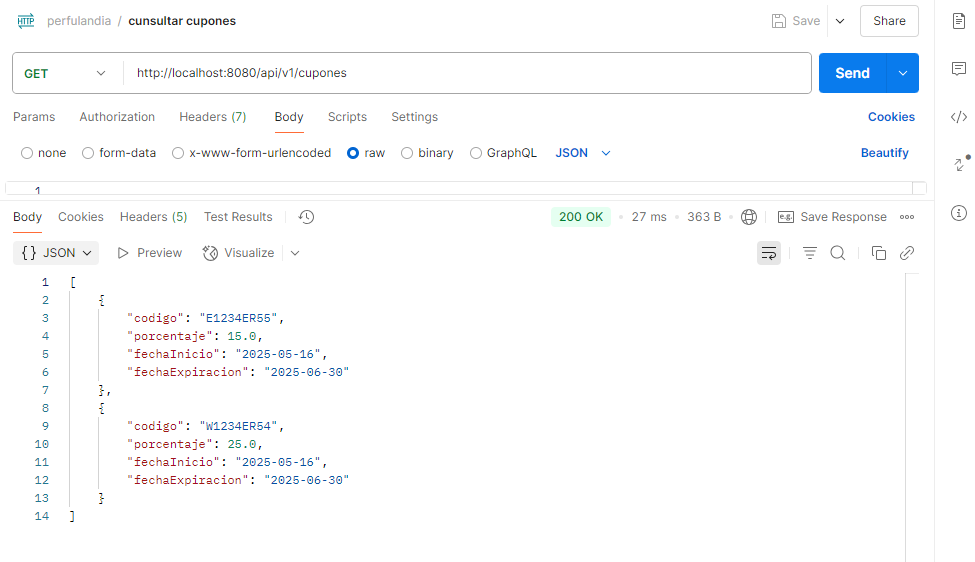 HTTP perfulandia / cunsultar cupones Save Share
GET http://localhost:8080/api/v1/cupones Send
Params Authorization Headers (7) Body Scripts Settings Cookies
none form-data x-www-form-urlencoded raw binary GraphQL JSON Beautify
1
Body Cookies Headers (5) Test Results 200 OK • 27 ms • 363 B e.g. Save Response
{} JSON Preview Visualize
1 [
2 {
3 "codigo": "E1234ER55",
4 "porcentaje": 15.0,
5 "fechaInicio": "2025-05-16",
6 "fechaExpiracion": "2025-06-30"
7 },
8 {
9 "codigo": "W1234ER54",
10 "porcentaje": 25.0,
11 "fechaInicio": "2025-05-16",
12 "fechaExpiracion": "2025-06-30"
13 }
14 ]